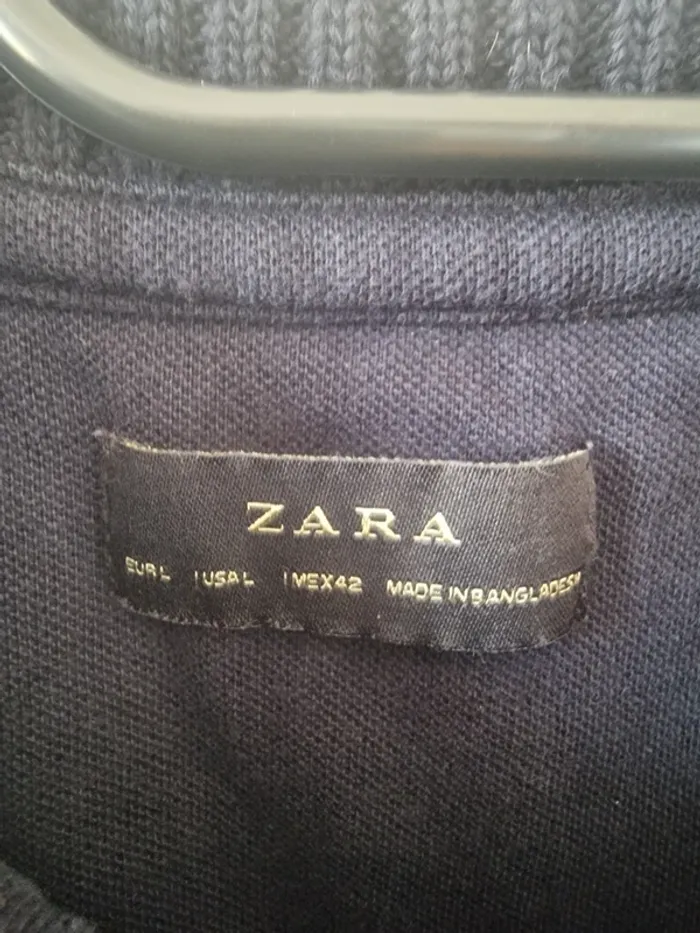 ZARA
EUR L | USA L | MEX 42 MADE IN BANGLADESH